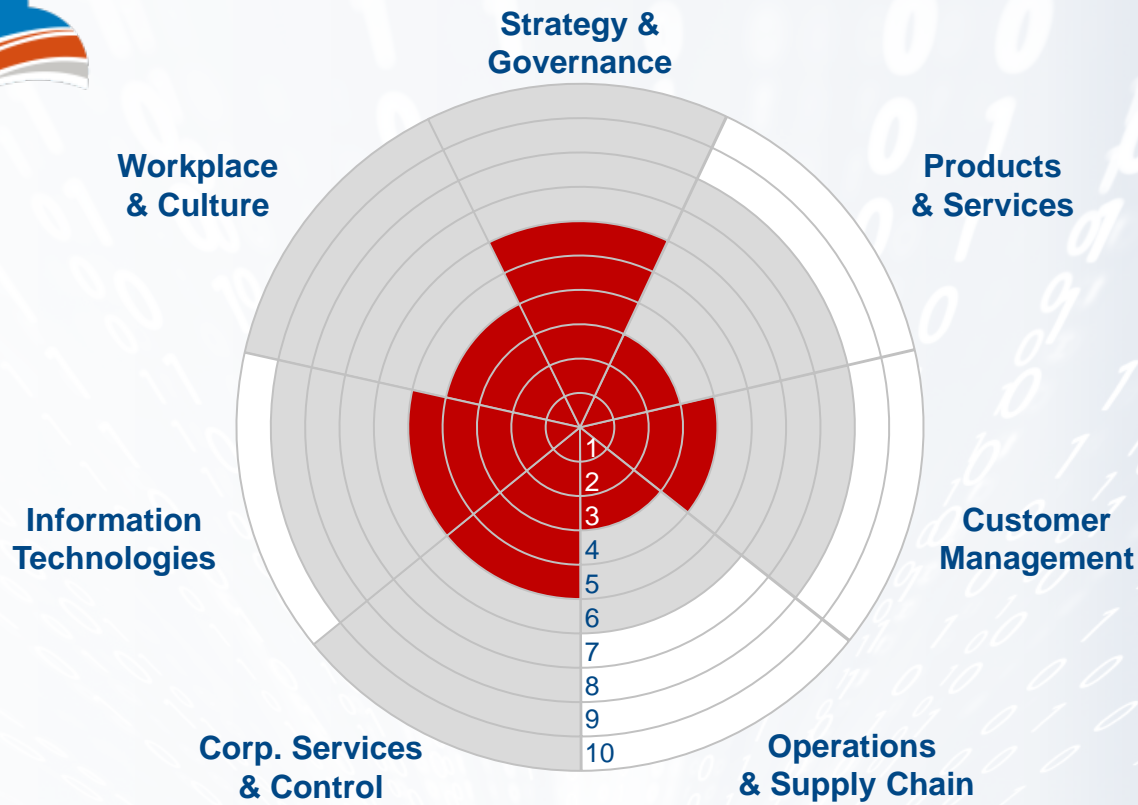 Strategy &
Governance
Workplace
& Culture
Products
& Services
Information
Technologies
Customer
Management
Corp. Services
& Control
Operations
& Supply Chain
1
2
3
4
5
6
7
8
9
10